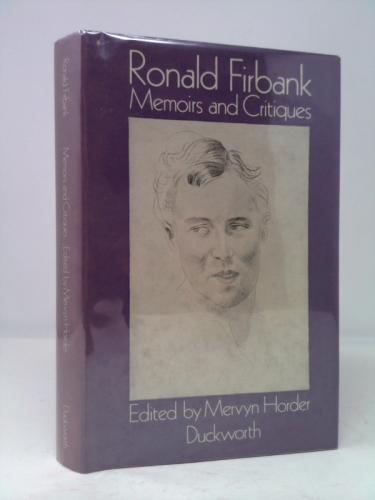 Ronald Firbank
Memoirs and Critiques
Edited by Mervyn Horder
Duckworth
Ronald Firbank
Memoirs and Critiques
Edited by Mervyn Horder
Duckworth